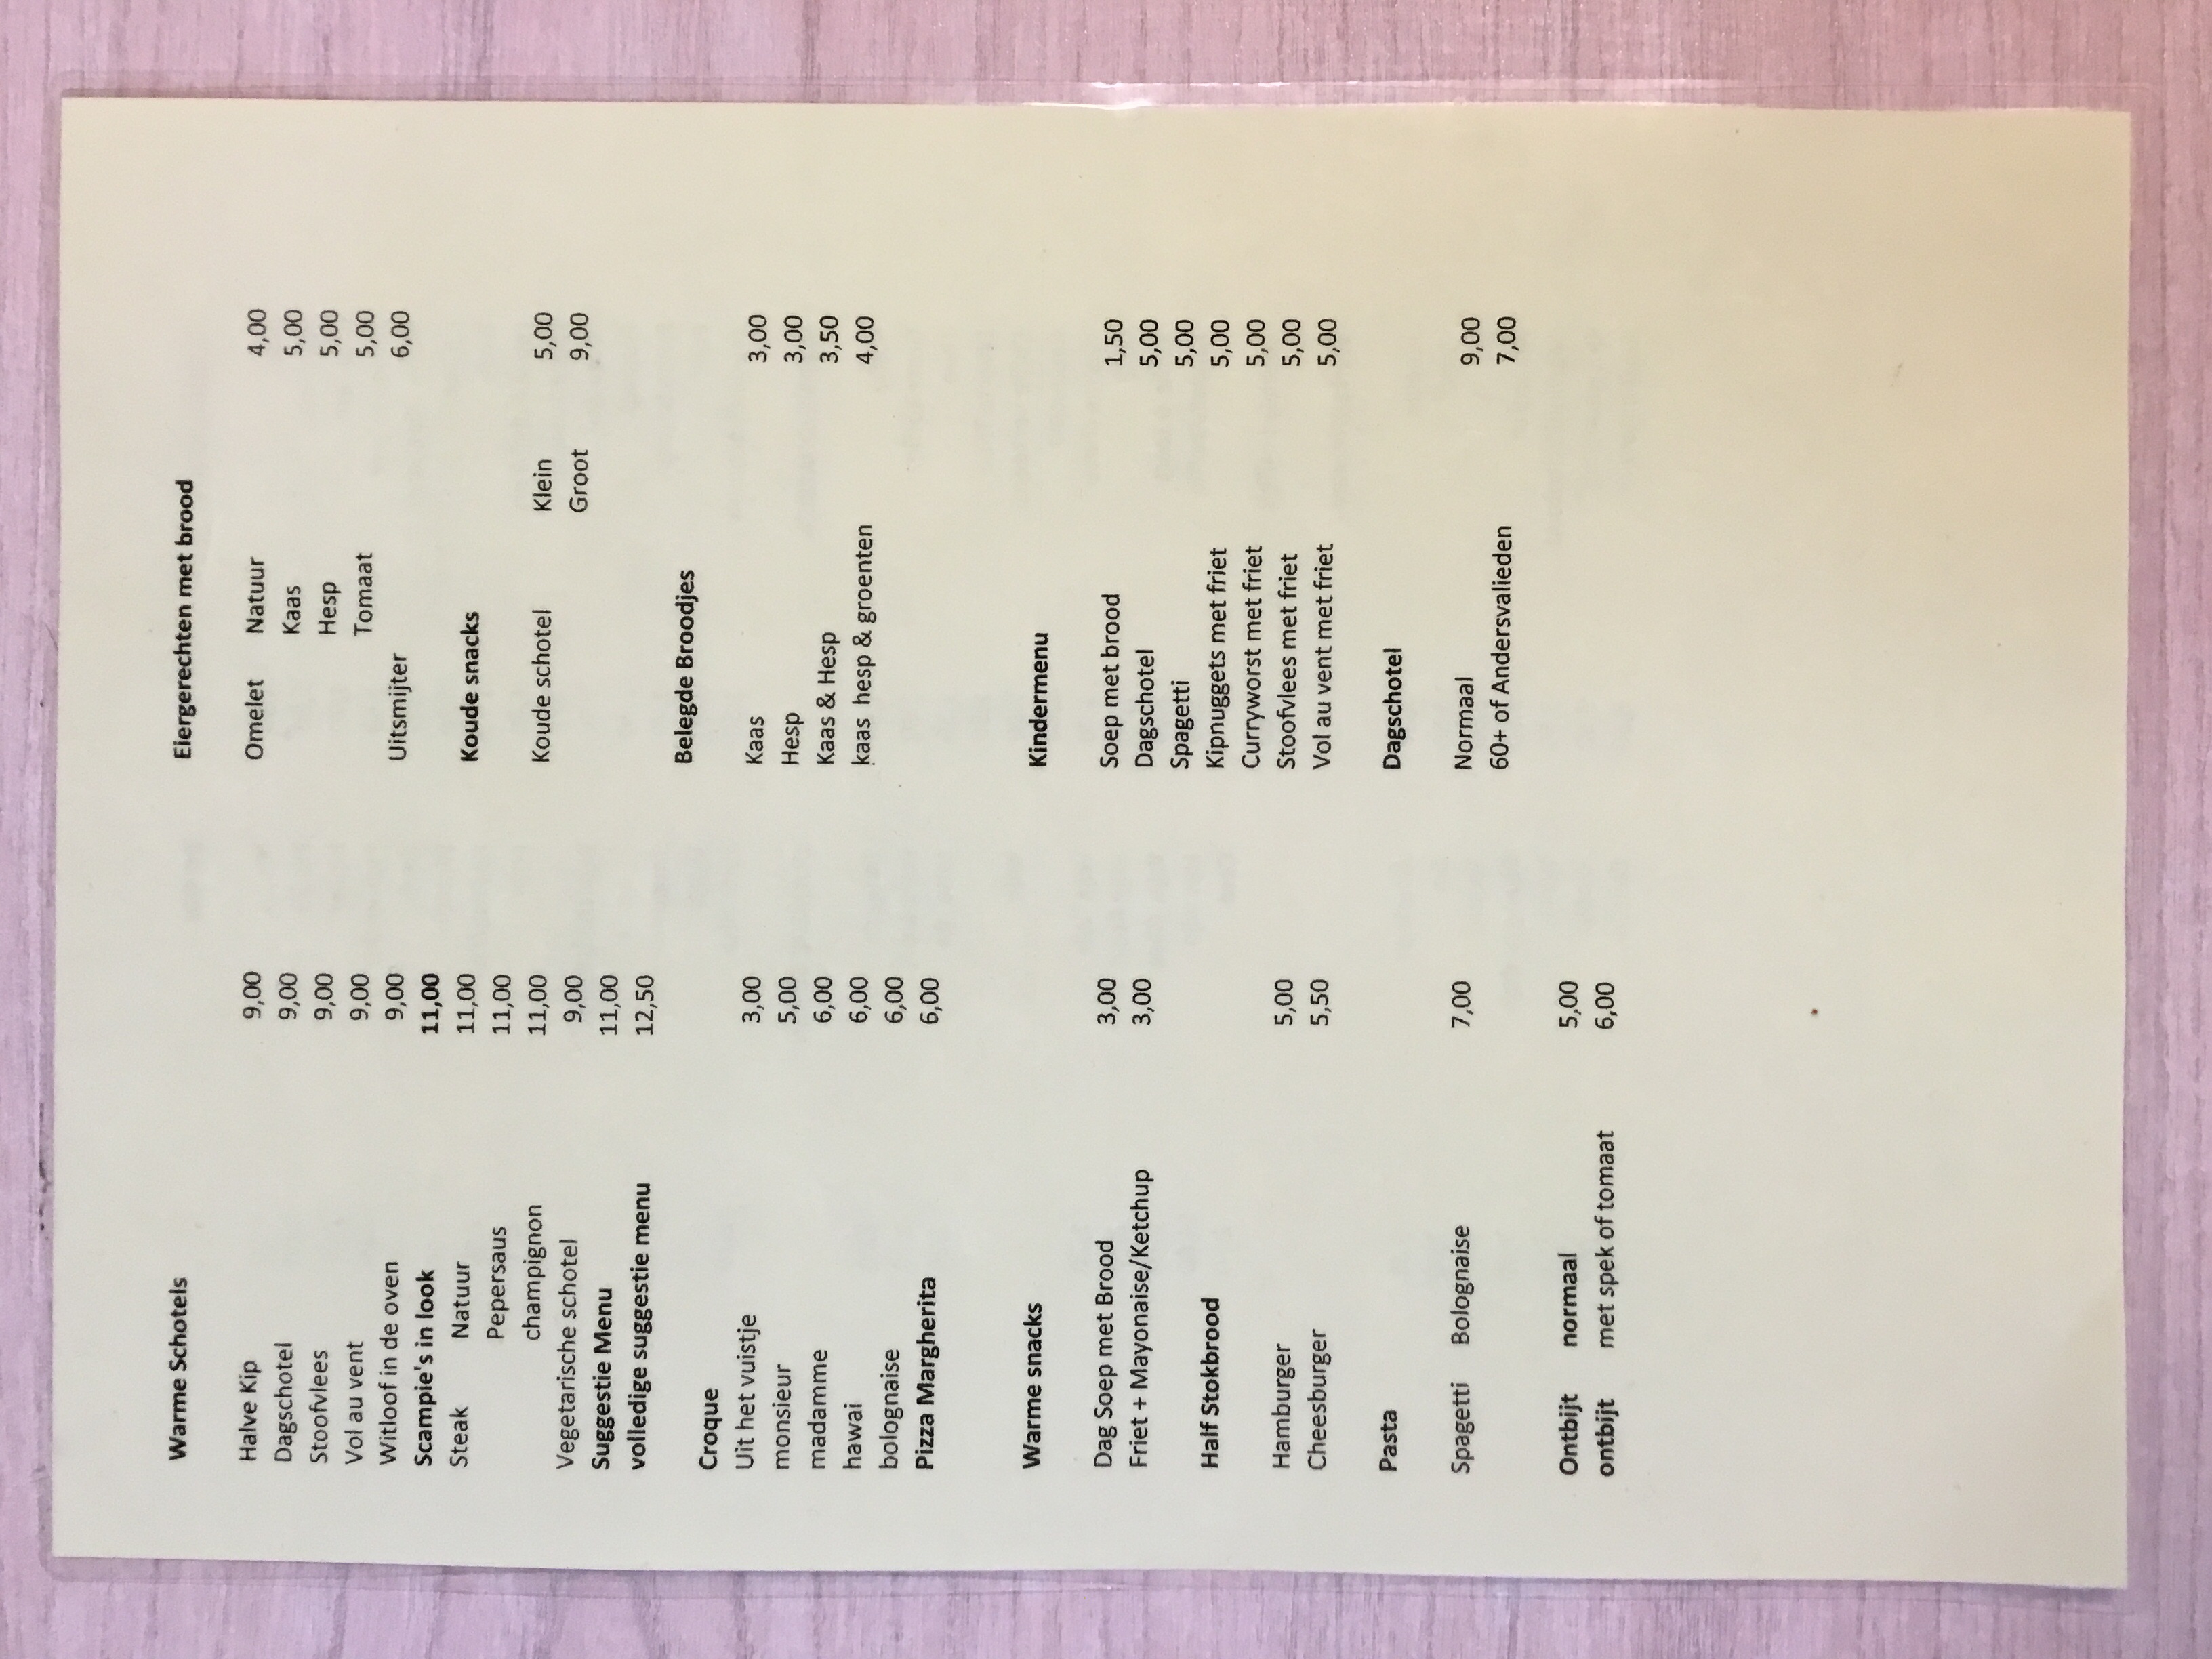 Warme Schotels
Halve Kip 9,00
Dagschotel 9,00
Stoofvlees 9,00
Vol au vent 9,00
Witloof in de oven 9,00
Scampie's in look 11,00
Steak Natuur 11,00
Pepersaus 11,00
champignon 11,00
Vegetarische schotel 9,00
Suggestie Menu 11,00
volledige suggestie menu 12,50
Croque
Uit het vuistje 3,00
monsieur 5,00
madamme 6,00
hawai 6,00
bolognaise 6,00
Pizza Margherita 6,00
Warme snacks
Dag Soep met Brood 3,00
Friet + Mayonaise/Ketchup 3,00
Half Stokbrood
Hamburger 5,00
Cheesburger 5,50
Pasta
Spagetti Bolognaise 7,00
Ontbijt normaal 5,00
ontbijt met spek of tomaat 6,00
Eiergerechten met brood
Omelet Natuur 4,00
Kaas 5,00
Hesp 5,00
Tomaat 5,00
Uitsmijter 6,00
Koude snacks
Koude schotel Klein 5,00
Groot 9,00
Belegde Broodjes
Kaas 3,00
Hesp 3,00
Kaas & Hesp 3,50
kaas hesp & groenten 4,00
Kindermenu
Soep met brood 1,50
Dagschotel 5,00
Spagetti 5,00
Kipnuggets met friet 5,00
Curryworst met friet 5,00
Stoofvlees met friet 5,00
Vol au vent met friet 5,00
Dagschotel
Normaal 9,00
60+ of Andersvalieden 7,00